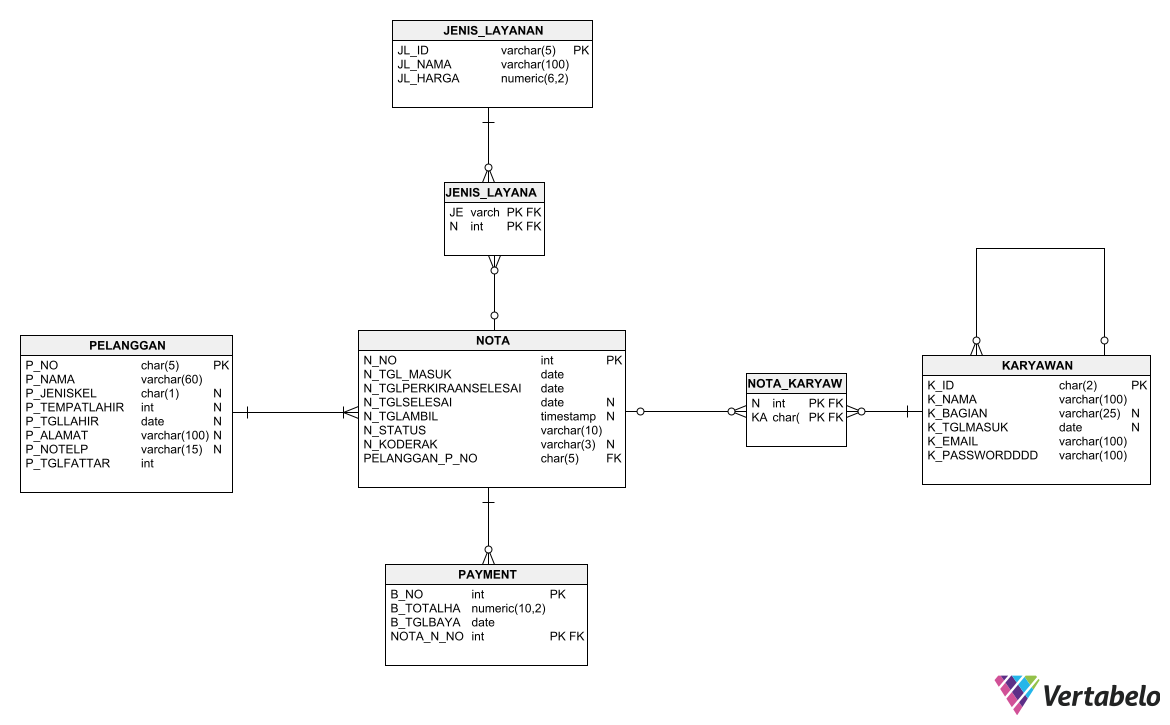 JENIS_LAYANAN
JL_ID varchar(5) PK
JL_NAMA varchar(100)
JL_HARGA numeric(6,2)
JENIS_LAYANA
JE varch PK FK
N int PK FK
PELANGGAN
P_NO char(5) PK
P_NAMA varchar(60)
P_JENISKEL char(1) N
P_TEMPATLAHIR int N
P_TGLLAHIR date N
P_ALAMAT varchar(100) N
P_NOTELP varchar(15) N
P_TGLFATTAR int
NOTA
N_NO int PK
N_TGL_MASUK date
N_TGLPERKIRAANSELESAI date
N_TGLSELESAI date N
N_TGLAMBIL timestamp N
N_STATUS varchar(10)
N_KODERAK varchar(3) N
PELANGGAN_P_NO char(5) FK
NOTA_KARYAW
N int PK FK
KA char( PK FK
KARYAWAN
K_ID char(2) PK
K_NAMA varchar(100)
K_BAGIAN varchar(25) N
K_TGLMASUK date N
K_EMAIL varchar(100)
K_PASSWORDDDD varchar(100)
PAYMENT
B_NO int PK
B_TOTALHA numeric(10,2)
B_TGLBAYA date
NOTA_N_NO int PK FK
Vertabelo